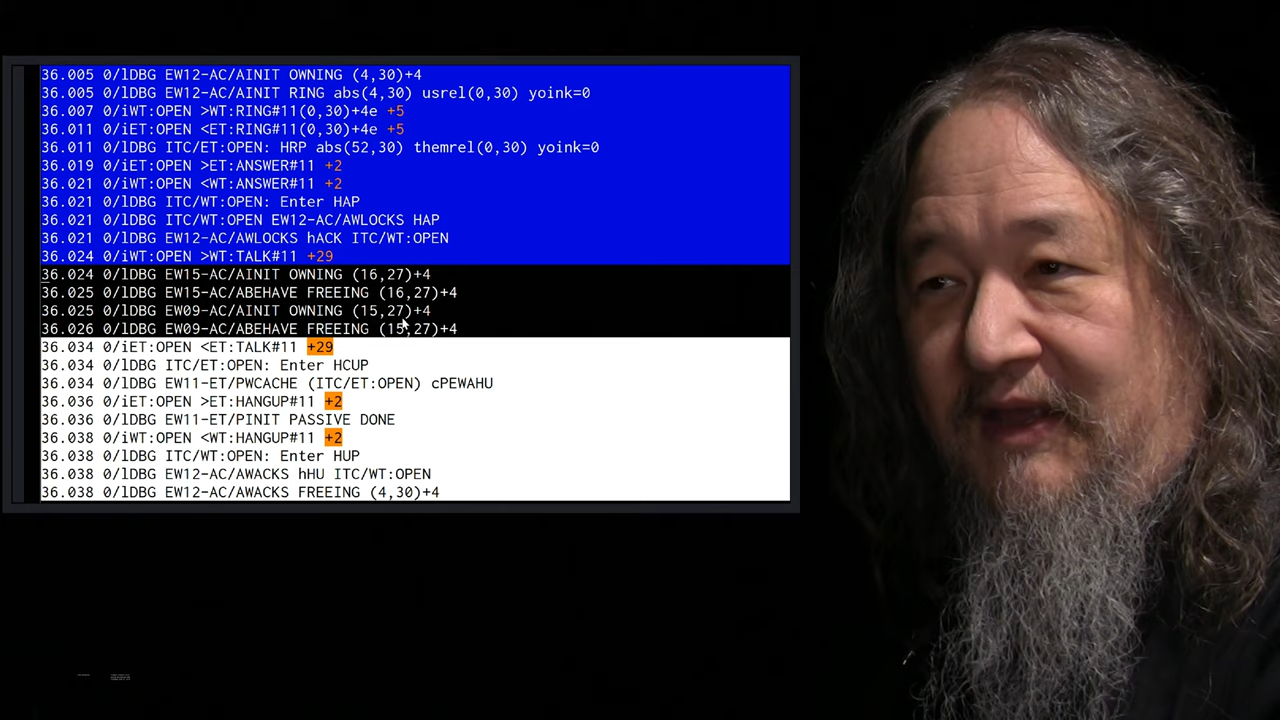 36.005 0/lDBG EW12-AC/AINIT OWNING (4,30)+4
36.005 0/lDBG EW12-AC/AINIT RING abs(4,30) usrel(0,30) yoink=0
36.007 0/iWT:OPEN >WT:RING#11(0,30)+4e +5
36.011 0/iET:OPEN <ET:RING#11(0,30)+4e +5
36.011 0/lDBG ITC/ET:OPEN: HRP abs(52,30) themrel(0,30) yoink=0
36.019 0/iET:OPEN >ET:ANSWER#11 +2
36.021 0/iWT:OPEN <WT:ANSWER#11 +2
36.021 0/lDBG ITC/WT:OPEN: Enter HAP
36.021 0/lDBG ITC/WT:OPEN EW12-AC/AWLOCKS HAP
36.021 0/lDBG EW12-AC/AWLOCKS hACK ITC/WT:OPEN
36.024 0/iWT:OPEN >WT:TALK#11 +29
36.024 0/lDBG EW15-AC/AINIT OWNING (16,27)+4
36.025 0/lDBG EW15-AC/ABEHAVE FREEING (16,27)+4
36.025 0/lDBG EW09-AC/AINIT OWNING (15,27)+4
36.026 0/lDBG EW09-AC/ABEHAVE FREEING (15,27)+4
36.034 0/iET:OPEN <ET:TALK#11 +29
36.034 0/lDBG ITC/ET:OPEN: Enter HCUP
36.034 0/lDBG EW11-ET/PWCACHE (ITC/ET:OPEN) cPEWAHU
36.036 0/iET:OPEN >ET:HANGUP#11 +2
36.036 0/lDBG EW11-ET/PINIT PASSIVE DONE
36.038 0/iWT:OPEN <WT:HANGUP#11 +2
36.038 0/lDBG ITC/WT:OPEN: Enter HUP
36.038 0/lDBG EW12-AC/AWACKS hHU ITC/WT:OPEN
36.038 0/lDBG EW12-AC/AWACKS FREEING (4,30)+4